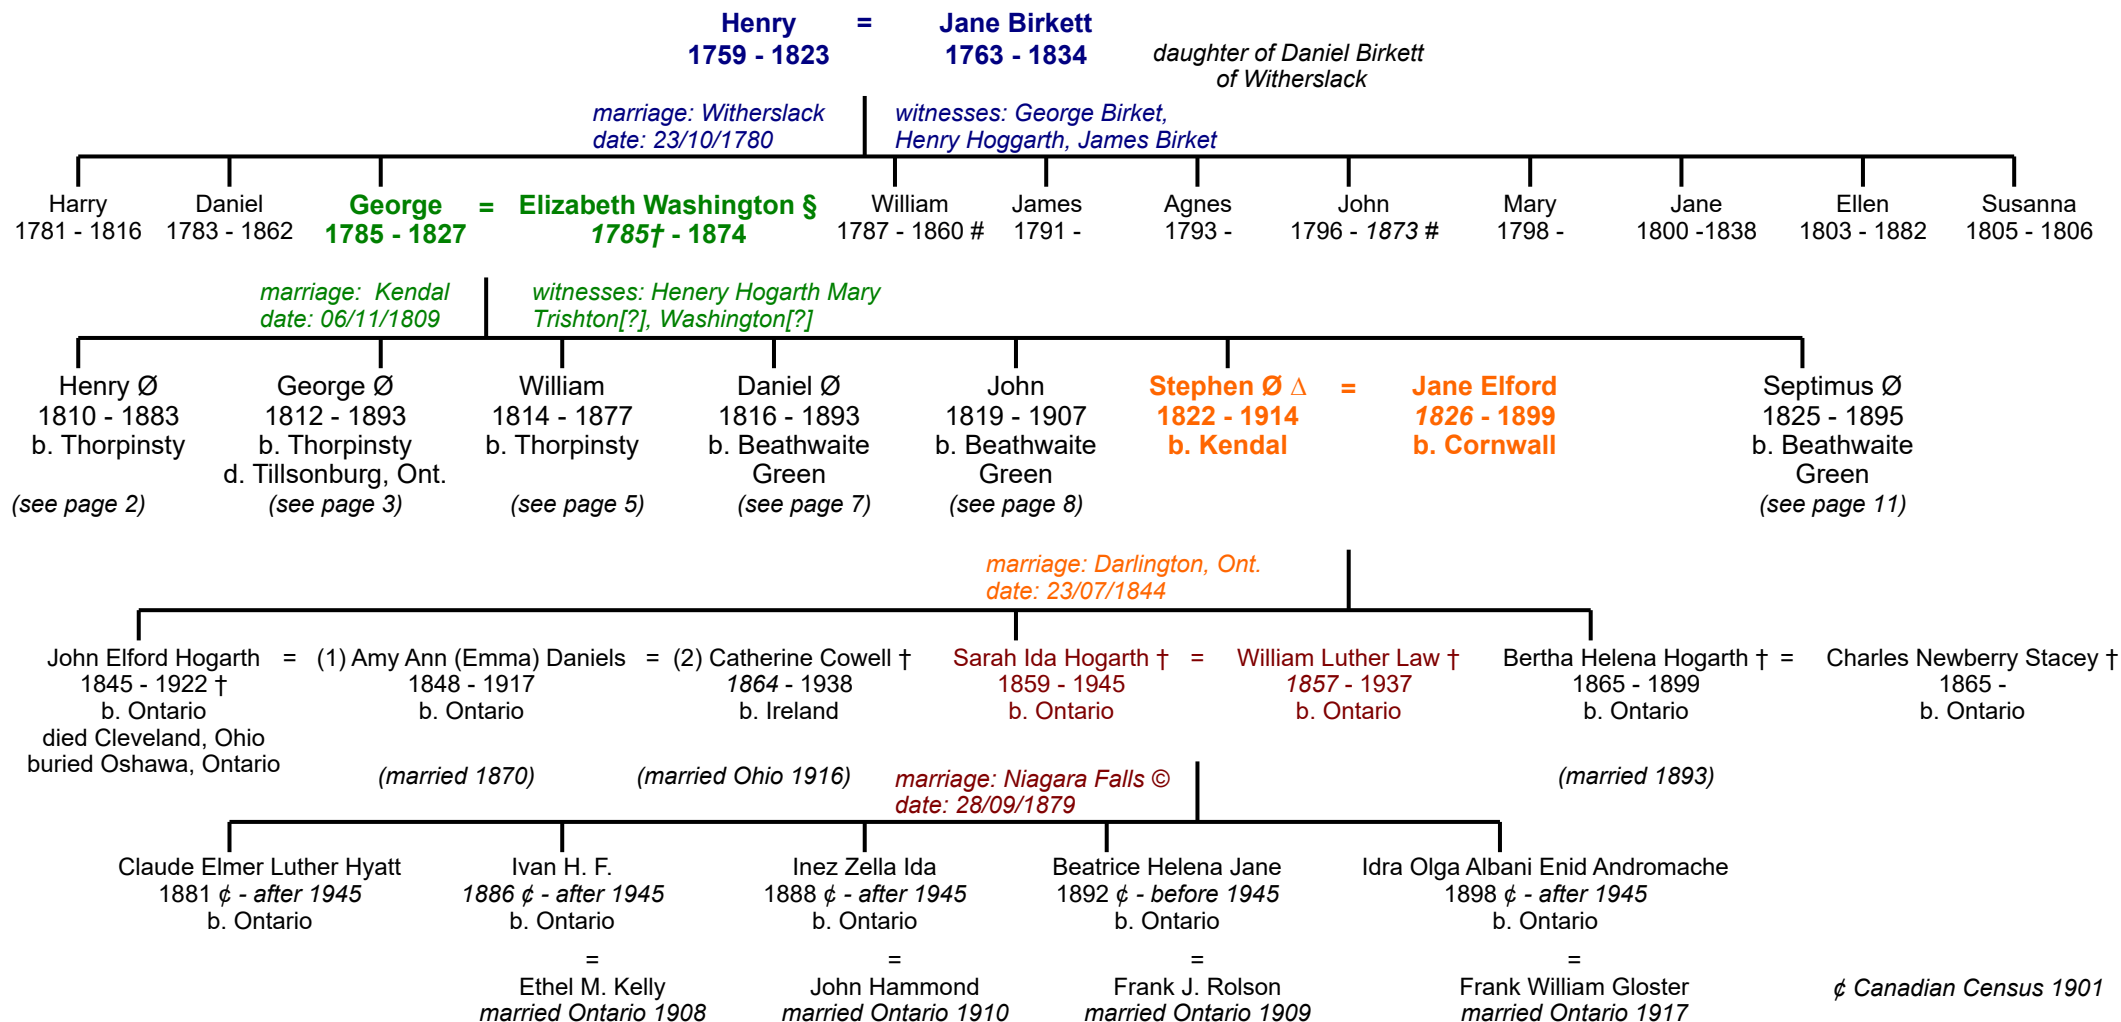 Henry = Jane Birkett
1759 - 1823 1763 - 1834
daughter of Daniel Birkett
of Witherslack
marriage: Witherslack
date: 23/10/1780
witnesses: George Birket,
Henry Hoggarth, James Birket
Harry
1781 - 1816
Daniel
1783 - 1862
George = Elizabeth Washington §
1785 - 1827 1785† - 1874
William
1787 - 1860 #
James
1791 -
Agnes
1793 -
John
1796 - 1873 #
Mary
1798 -
Jane
1800 -1838
Ellen
1803 - 1882
Susanna
1805 - 1806
marriage: Kendal
date: 06/11/1809
witnesses: Henery Hogarth Mary
Trishton[?], Washington[?]
Henry Ø
1810 - 1883
b. Thorpinsty
(see page 2)
George Ø
1812 - 1893
b. Thorpinsty
d. Tillsonburg, Ont.
(see page 3)
William
1814 - 1877
b. Thorpinsty
(see page 5)
Daniel Ø
1816 - 1893
b. Beathwaite
Green
(see page 7)
John
1819 - 1907
b. Beathwaite
Green
(see page 8)
Stephen Ø ∆ = Jane Elford
1822 - 1914 1826 - 1899
b. Kendal b. Cornwall
Septimus Ø
1825 - 1895
b. Beathwaite
Green
(see page 11)
marriage: Darlington, Ont.
date: 23/07/1844
John Elford Hogarth = (1) Amy Ann (Emma) Daniels = (2) Catherine Cowell †
1845 - 1922 † 1848 - 1917 1864 - 1938
b. Ontario b. Ontario b. Ireland
died Cleveland, Ohio
buried Oshawa, Ontario
(married 1870) (married Ohio 1916)
Sarah Ida Hogarth † = William Luther Law †
1859 - 1945 1857 - 1937
b. Ontario b. Ontario
Bertha Helena Hogarth † = Charles Newberry Stacey †
1865 - 1899 1865 -
b. Ontario b. Ontario
(married 1893)
marriage: Niagara Falls ©
date: 28/09/1879
Claude Elmer Luther Hyatt
1881 ¢ - after 1945
b. Ontario
Ivan H. F.
1886 ¢ - after 1945
b. Ontario
=
Ethel M. Kelly
married Ontario 1908
Inez Zella Ida
1888 ¢ - after 1945
b. Ontario
=
John Hammond
married Ontario 1910
Beatrice Helena Jane
1892 ¢ - before 1945
b. Ontario
=
Frank J. Rolson
married Ontario 1909
Idra Olga Albani Enid Andromache
1898 ¢ - after 1945
b. Ontario
=
Frank William Gloster
married Ontario 1917
¢ Canadian Census 1901